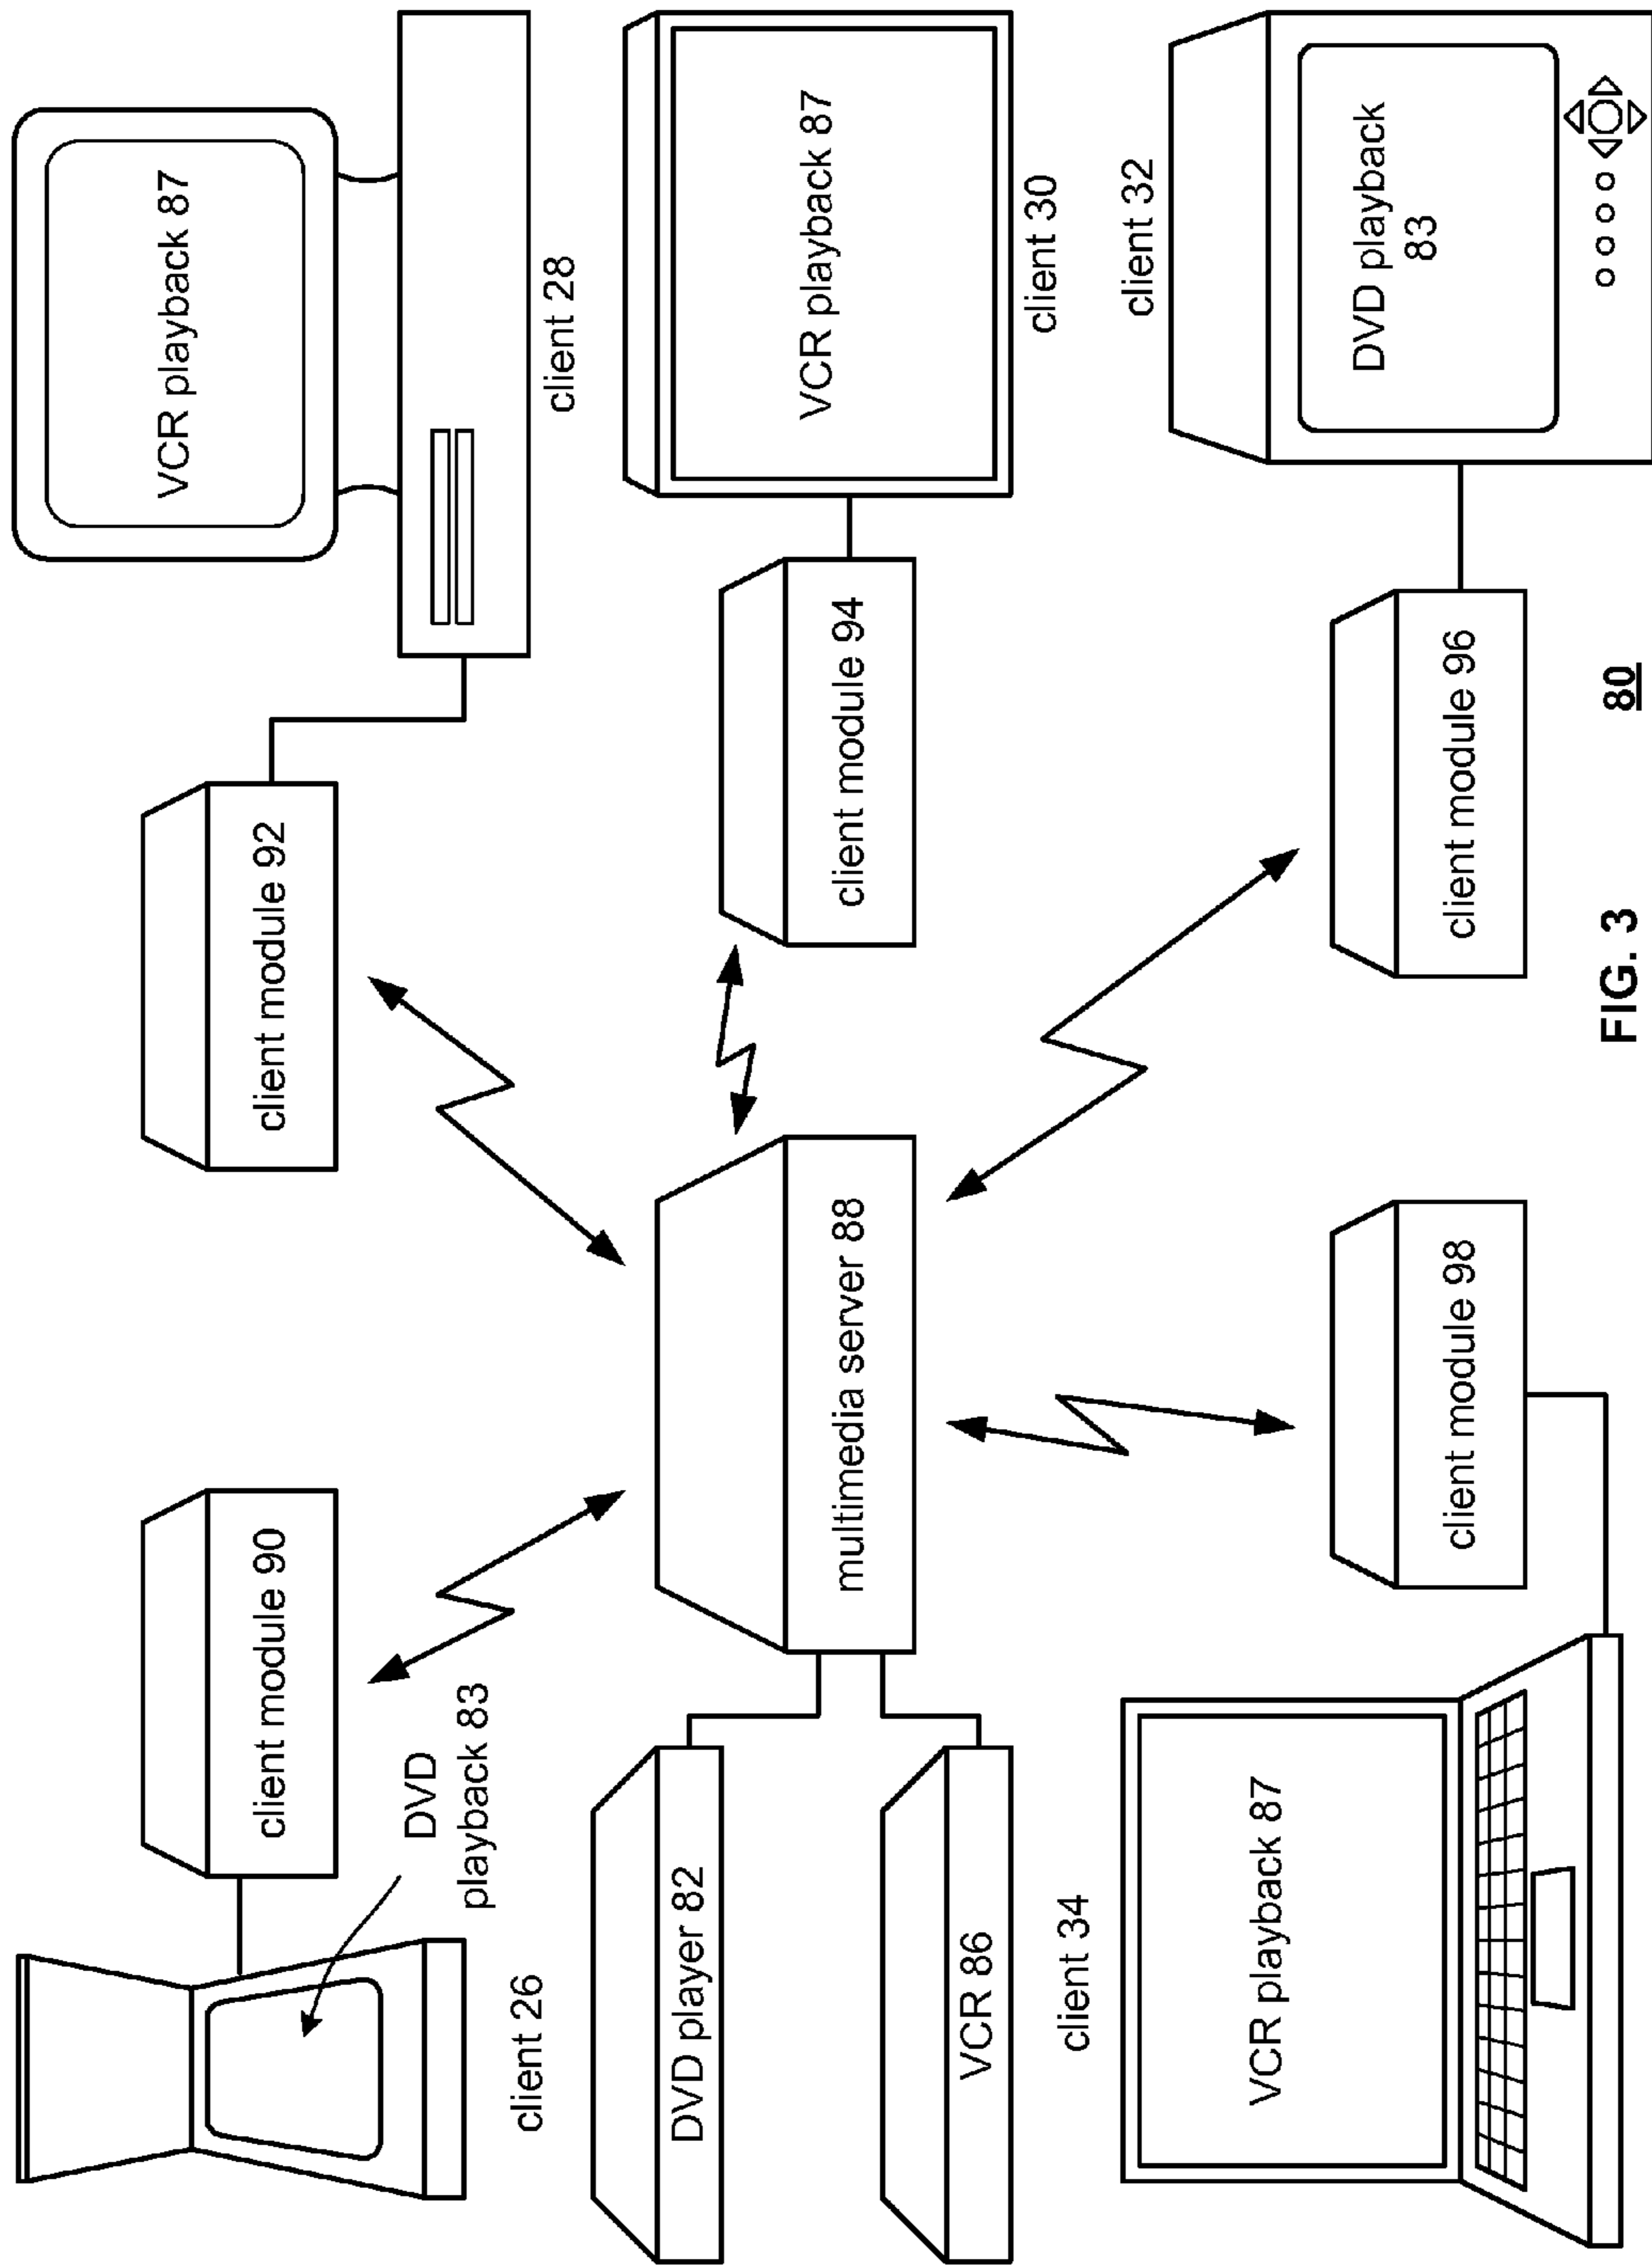 client module 90
client module 92
VCR playback 87
DVD
playback 83
client 26
client 28
DVD player 82
multimedia server 88
client module 94
VCR playback 87
VCR 86
client 30
client 34
client 32
VCR playback 87
client module 98
client module 96
DVD playback
83
FIG. 3
80